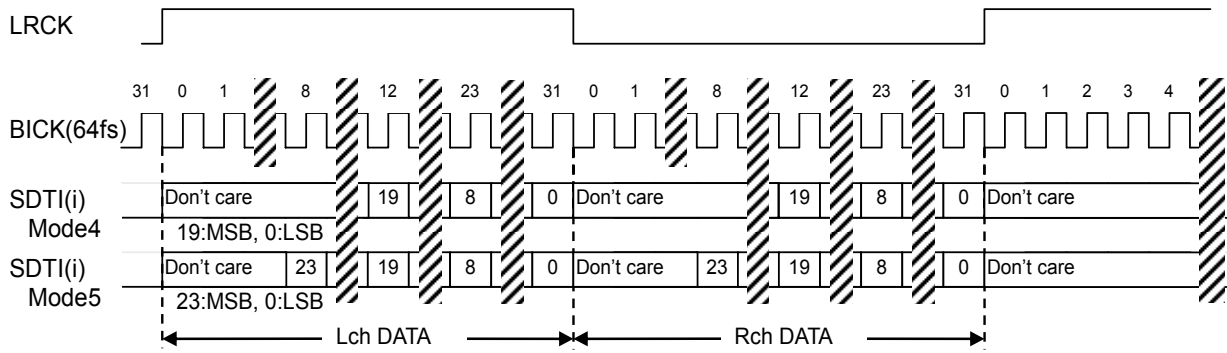 LRCK
31 0 1 8 12 23 31 0 1 8 12 23 31 0 1 2 3 4
BICK(64fs)
SDTI(i) Don’t care 19 8 0 Don’t care 19 8 0 Don’t care
Mode4 19:MSB, 0:LSB
SDTI(i) Don’t care 23 19 8 0 Don’t care 23 19 8 0 Don’t care
Mode5 23:MSB, 0:LSB
Lch DATA Rch DATA